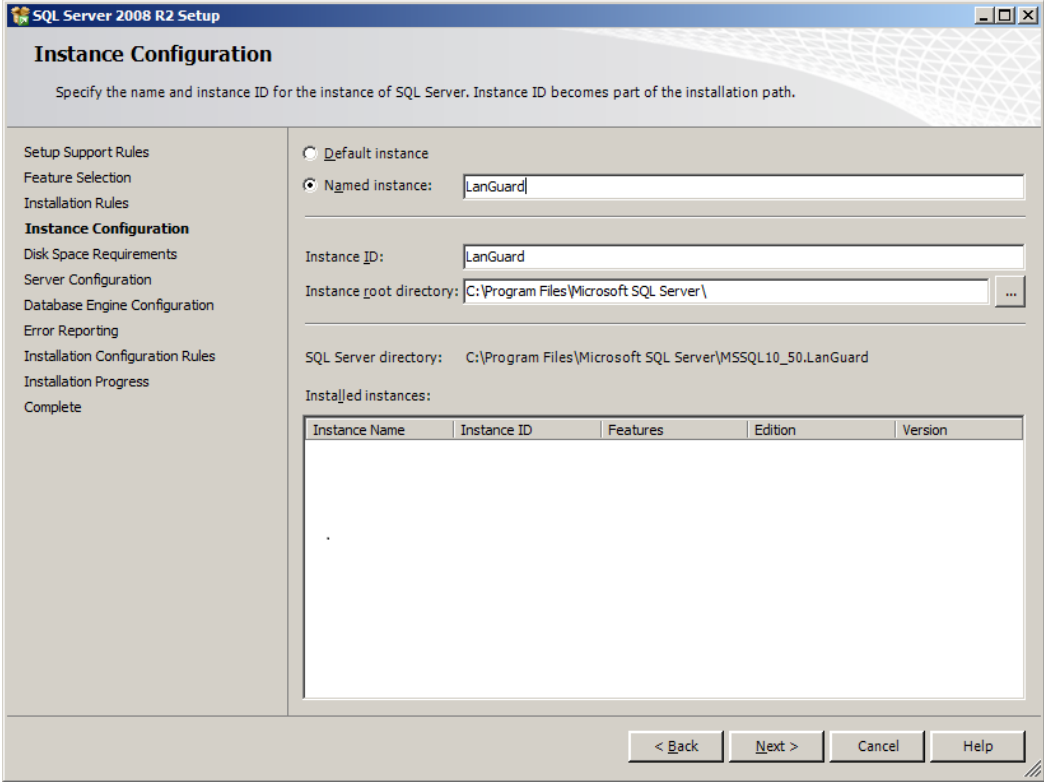 SQL Server 2008 R2 Setup
Instance Configuration
Specify the name and instance ID for the instance of SQL Server. Instance ID becomes part of the installation path.
Setup Support Rules
Feature Selection
Installation Rules
Instance Configuration
Disk Space Requirements
Server Configuration
Database Engine Configuration
Error Reporting
Installation Configuration Rules
Installation Progress
Complete
Default instance
Named instance: LanGuard
Instance ID: LanGuard
Instance root directory: C:\Program Files\Microsoft SQL Server\ ...
SQL Server directory: C:\Program Files\Microsoft SQL Server\MSSQL10_50.LanGuard
Installed instances:
Instance Name Instance ID Features Edition Version
< Back Next > Cancel Help